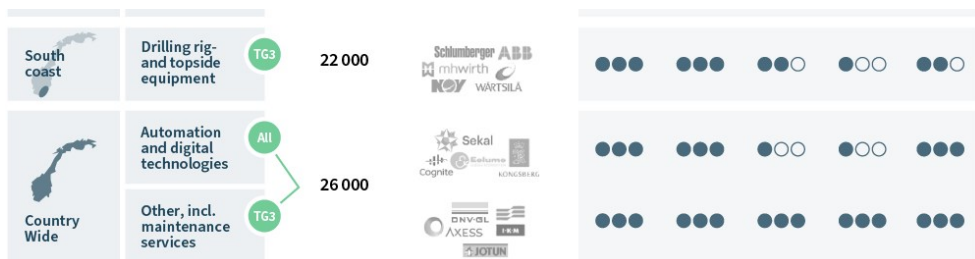 South
coast
Drilling rig-
and topside
equipment
TG3
22 000
Schlumberger ABB
mhwirth
NOV WÄRTSILÄ
Automation
and digital
technologies
All
Sekal
Cognite
KONGSBERG
26 000
Country
Wide
Other, incl.
maintenance
services
TG3
DNV·GL
AXESS IKM
JOTUN